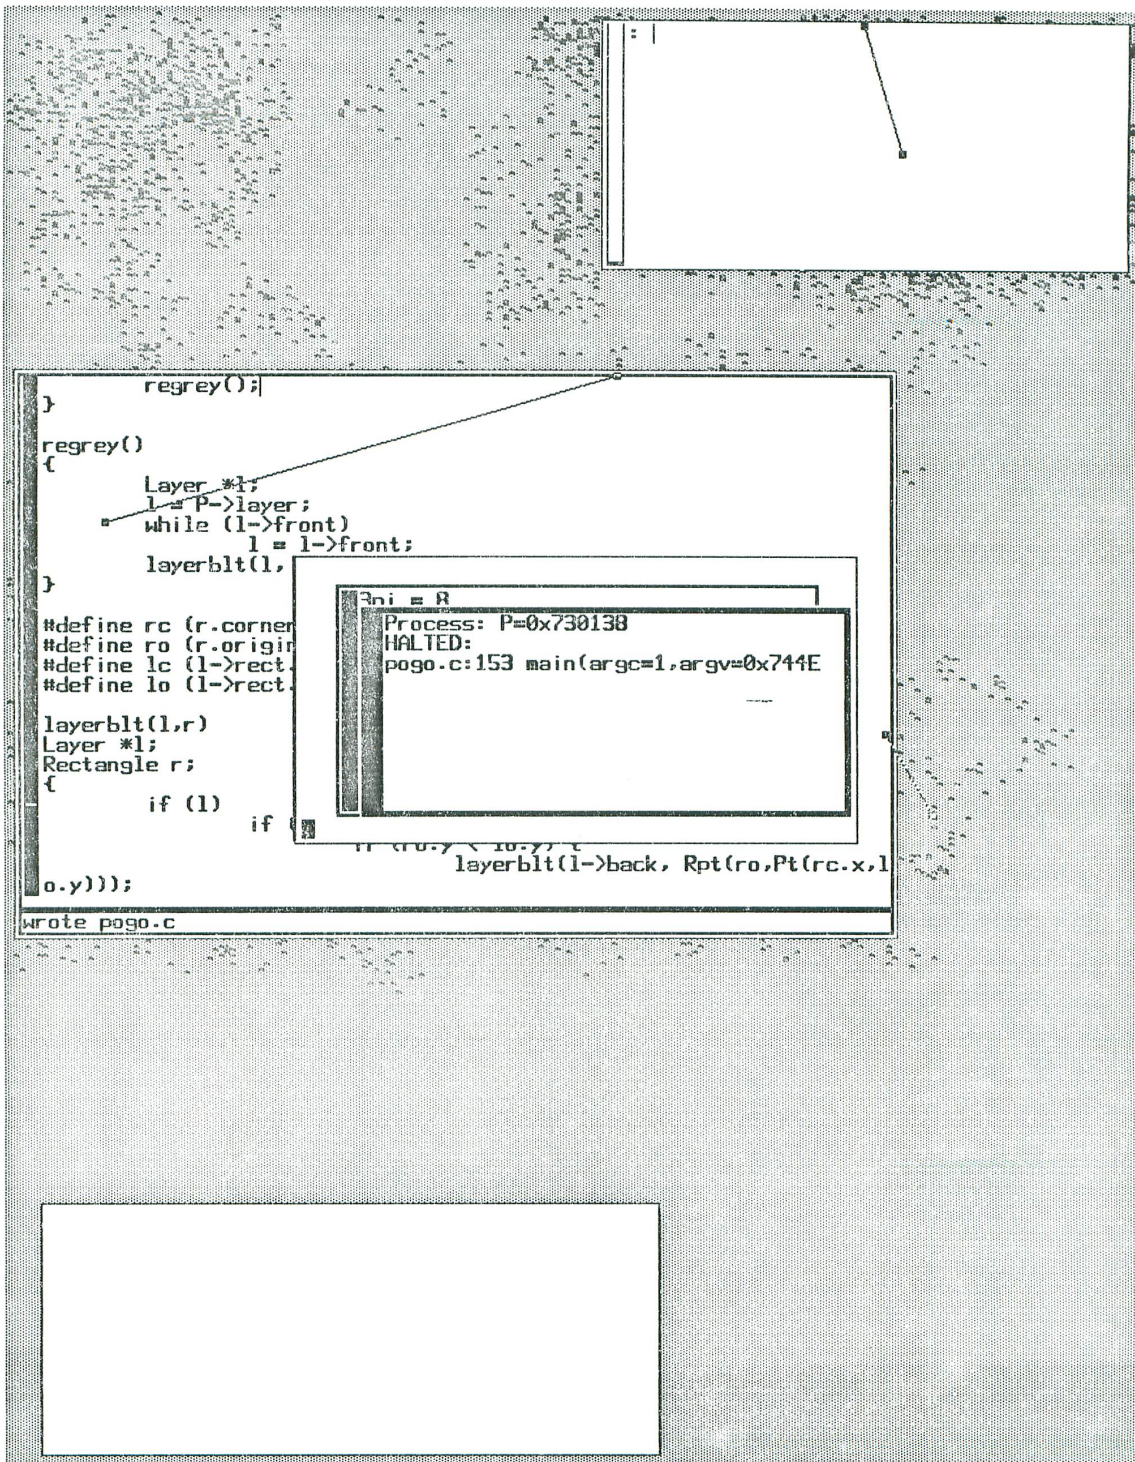 :
regrey();
}
regrey()
{
Layer *l;
l = P->layer;
while (l->front)
l = l->front;
layerblt(l,
}
#define rc (r.corner
#define ro (r.origin
#define lc (l->rect.
#define lo (l->rect.
layerblt(l,r)
Layer *l;
Rectangle r;
{
if (l)
if (
layerblt(l->back, Rpt(ro,Pt(rc.x,l
o.y)));
wrote pogo.c
Process: P=0x730138
HALTED:
pogo.c:153 main(argc=1,argv=0x744E